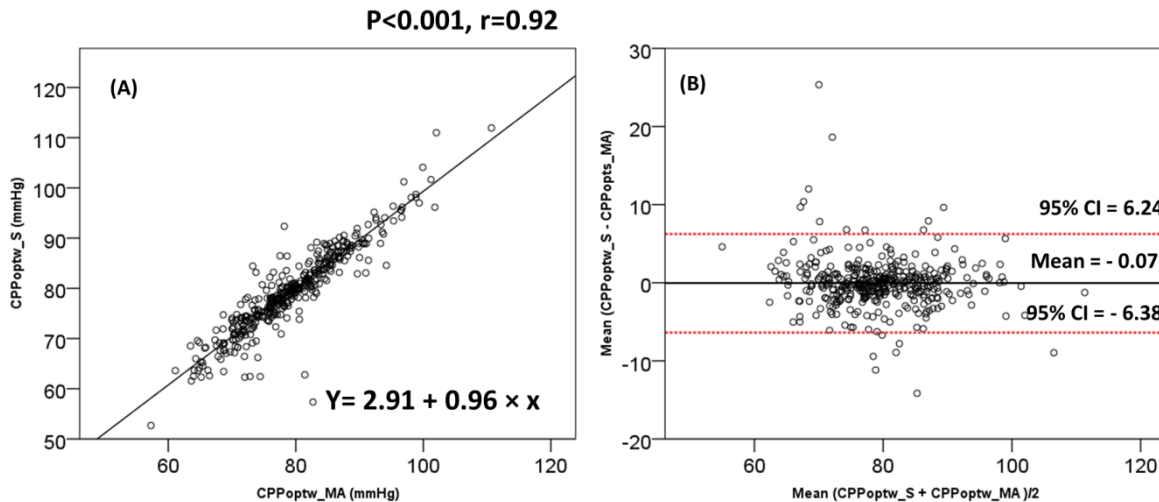 P<0.001, r=0.92
(A)
120
110
100
90
80
70
60
50
CPPoptw_S (mmHg)
Y= 2.91 + 0.96 × x
60 80 100 120
CPPoptw_MA (mmHg)
(B)
30
20
10
0
-10
-20
Mean (CPPoptw_S - CPPopts_MA)
95% CI = 6.24
Mean = - 0.07
95% CI = - 6.38
60 80 100 120
Mean (CPPoptw_S + CPPoptw_MA )/2